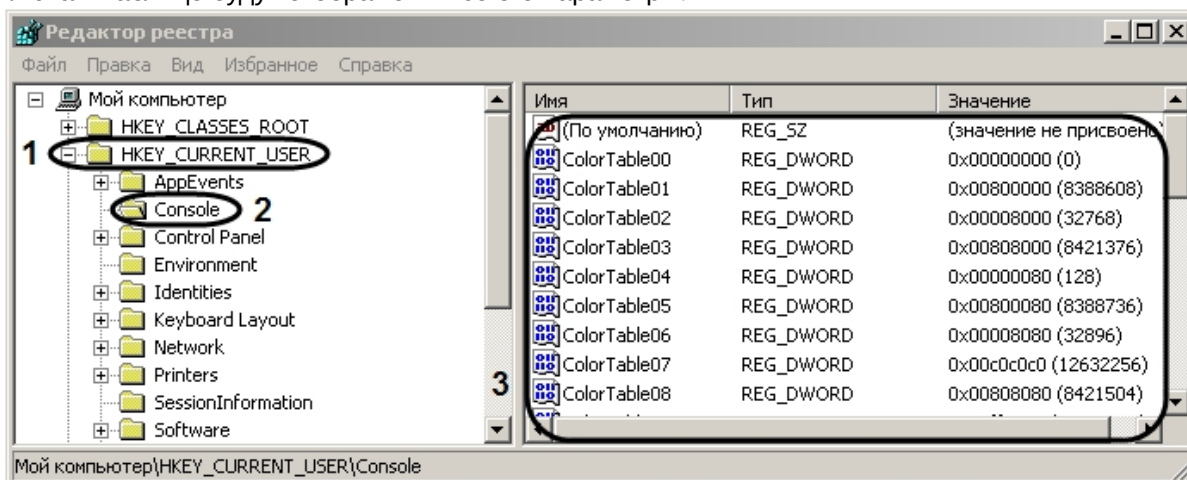 Редактор реестра
Файл Правка Вид Избранное Справка
Мой компьютер
HKEY_CLASSES_ROOT
1 HKEY_CURRENT_USER
AppEvents
Console 2
Control Panel
Environment
Identities
Keyboard Layout
Network
Printers
SessionInformation
Software
3
Имя Тип Значение
(По умолчанию) REG_SZ (значение не присвоено)
ColorTable00 REG_DWORD 0x00000000 (0)
ColorTable01 REG_DWORD 0x00800000 (8388608)
ColorTable02 REG_DWORD 0x00008000 (32768)
ColorTable03 REG_DWORD 0x00808000 (8421376)
ColorTable04 REG_DWORD 0x00000080 (128)
ColorTable05 REG_DWORD 0x00800080 (8388736)
ColorTable06 REG_DWORD 0x00008080 (32896)
ColorTable07 REG_DWORD 0x00c0c0c0 (12632256)
ColorTable08 REG_DWORD 0x00808080 (8421504)
Мой компьютер\HKEY_CURRENT_USER\Console